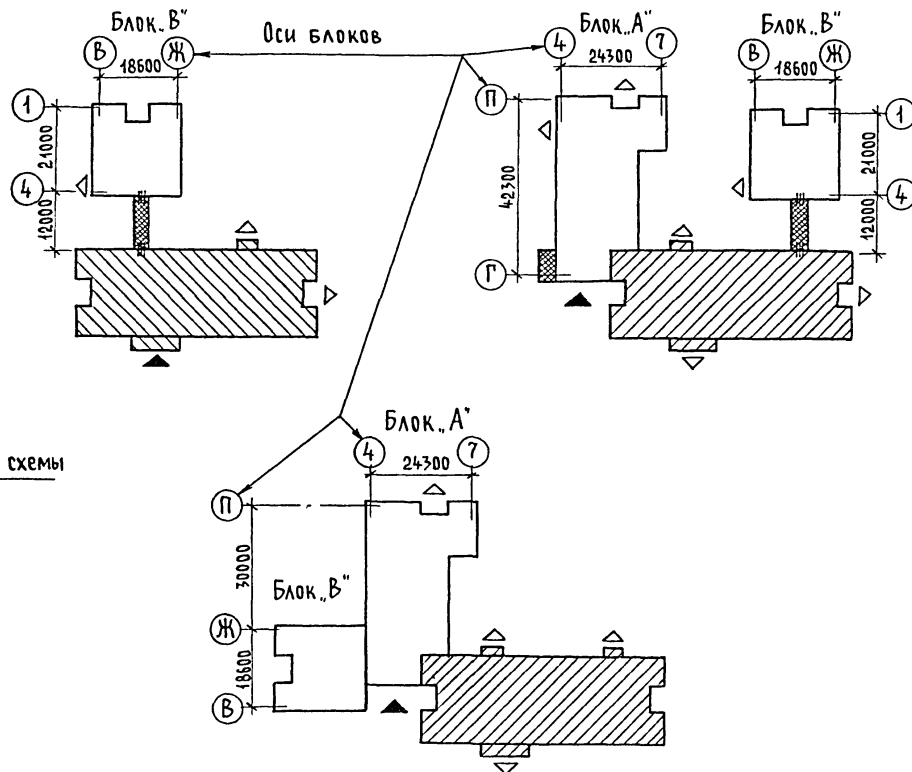 Блок „В"
Оси блоков
Блок „А"
Блок „В"
В
Ж
4
7
В
Ж
18600
24300
18600
П
1
21000
4
12000
42300
Г
1
21000
4
12000
Блок „А"
схемы
4
24300
7
П
30000
Блок „В"
Ж
18600
В